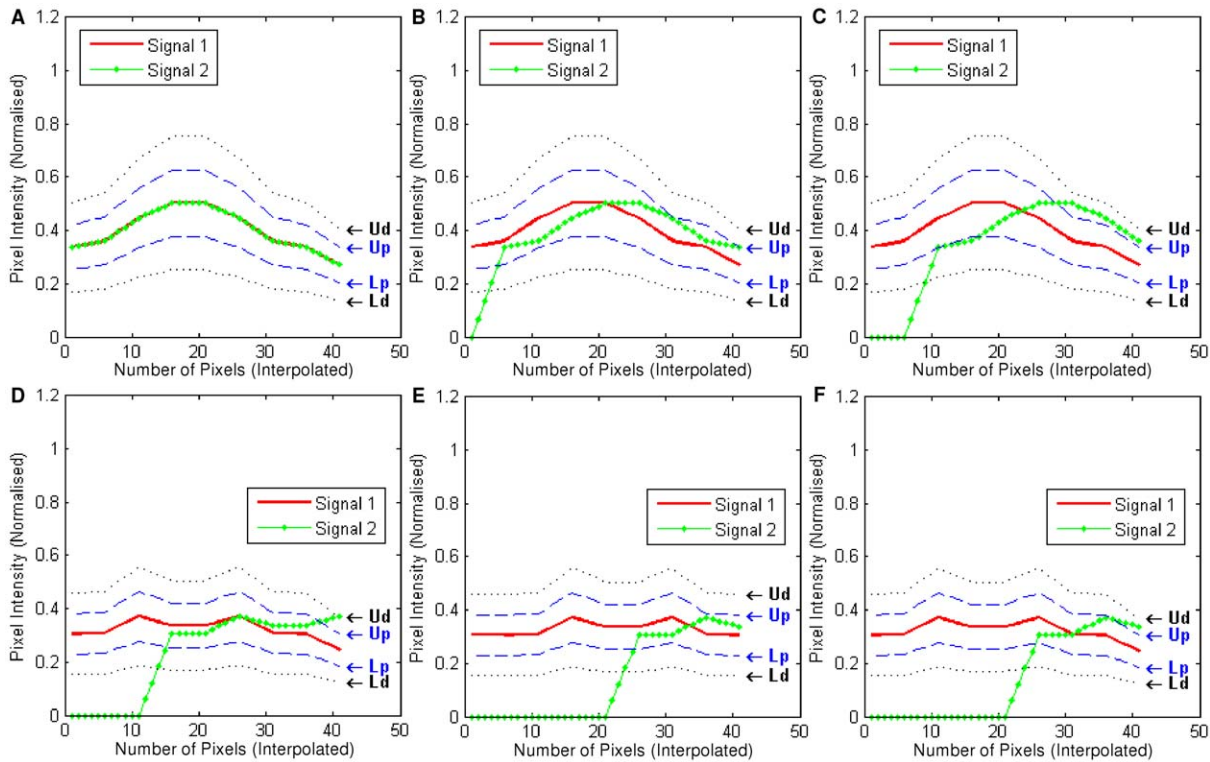 A
Pixel Intensity (Normalised)
1.2
1
0.8
0.6
0.4
0.2
0
Signal 1
Signal 2
← Ud
← Up
← Lp
← Ld
0 10 20 30 40 50
Number of Pixels (Interpolated)
B
Pixel Intensity (Normalised)
1.2
1
0.8
0.6
0.4
0.2
0
Signal 1
Signal 2
← Ud
← Up
← Lp
← Ld
0 10 20 30 40 50
Number of Pixels (Interpolated)
C
Pixel Intensity (Normalised)
1.2
1
0.8
0.6
0.4
0.2
0
Signal 1
Signal 2
← Ud
← Up
← Lp
← Ld
0 10 20 30 40 50
Number of Pixels (Interpolated)
D
Pixel Intensity (Normalised)
1.2
1
0.8
0.6
0.4
0.2
0
Signal 1
Signal 2
← Ud
← Up
← Lp
← Ld
0 10 20 30 40 50
Number of Pixels (Interpolated)
E
Pixel Intensity (Normalised)
1.2
1
0.8
0.6
0.4
0.2
0
Signal 1
Signal 2
← Ud
← Up
← Lp
← Ld
0 10 20 30 40 50
Number of Pixels (Interpolated)
F
Pixel Intensity (Normalised)
1.2
1
0.8
0.6
0.4
0.2
0
Signal 1
Signal 2
← Ud
← Up
← Lp
← Ld
0 10 20 30 40 50
Number of Pixels (Interpolated)